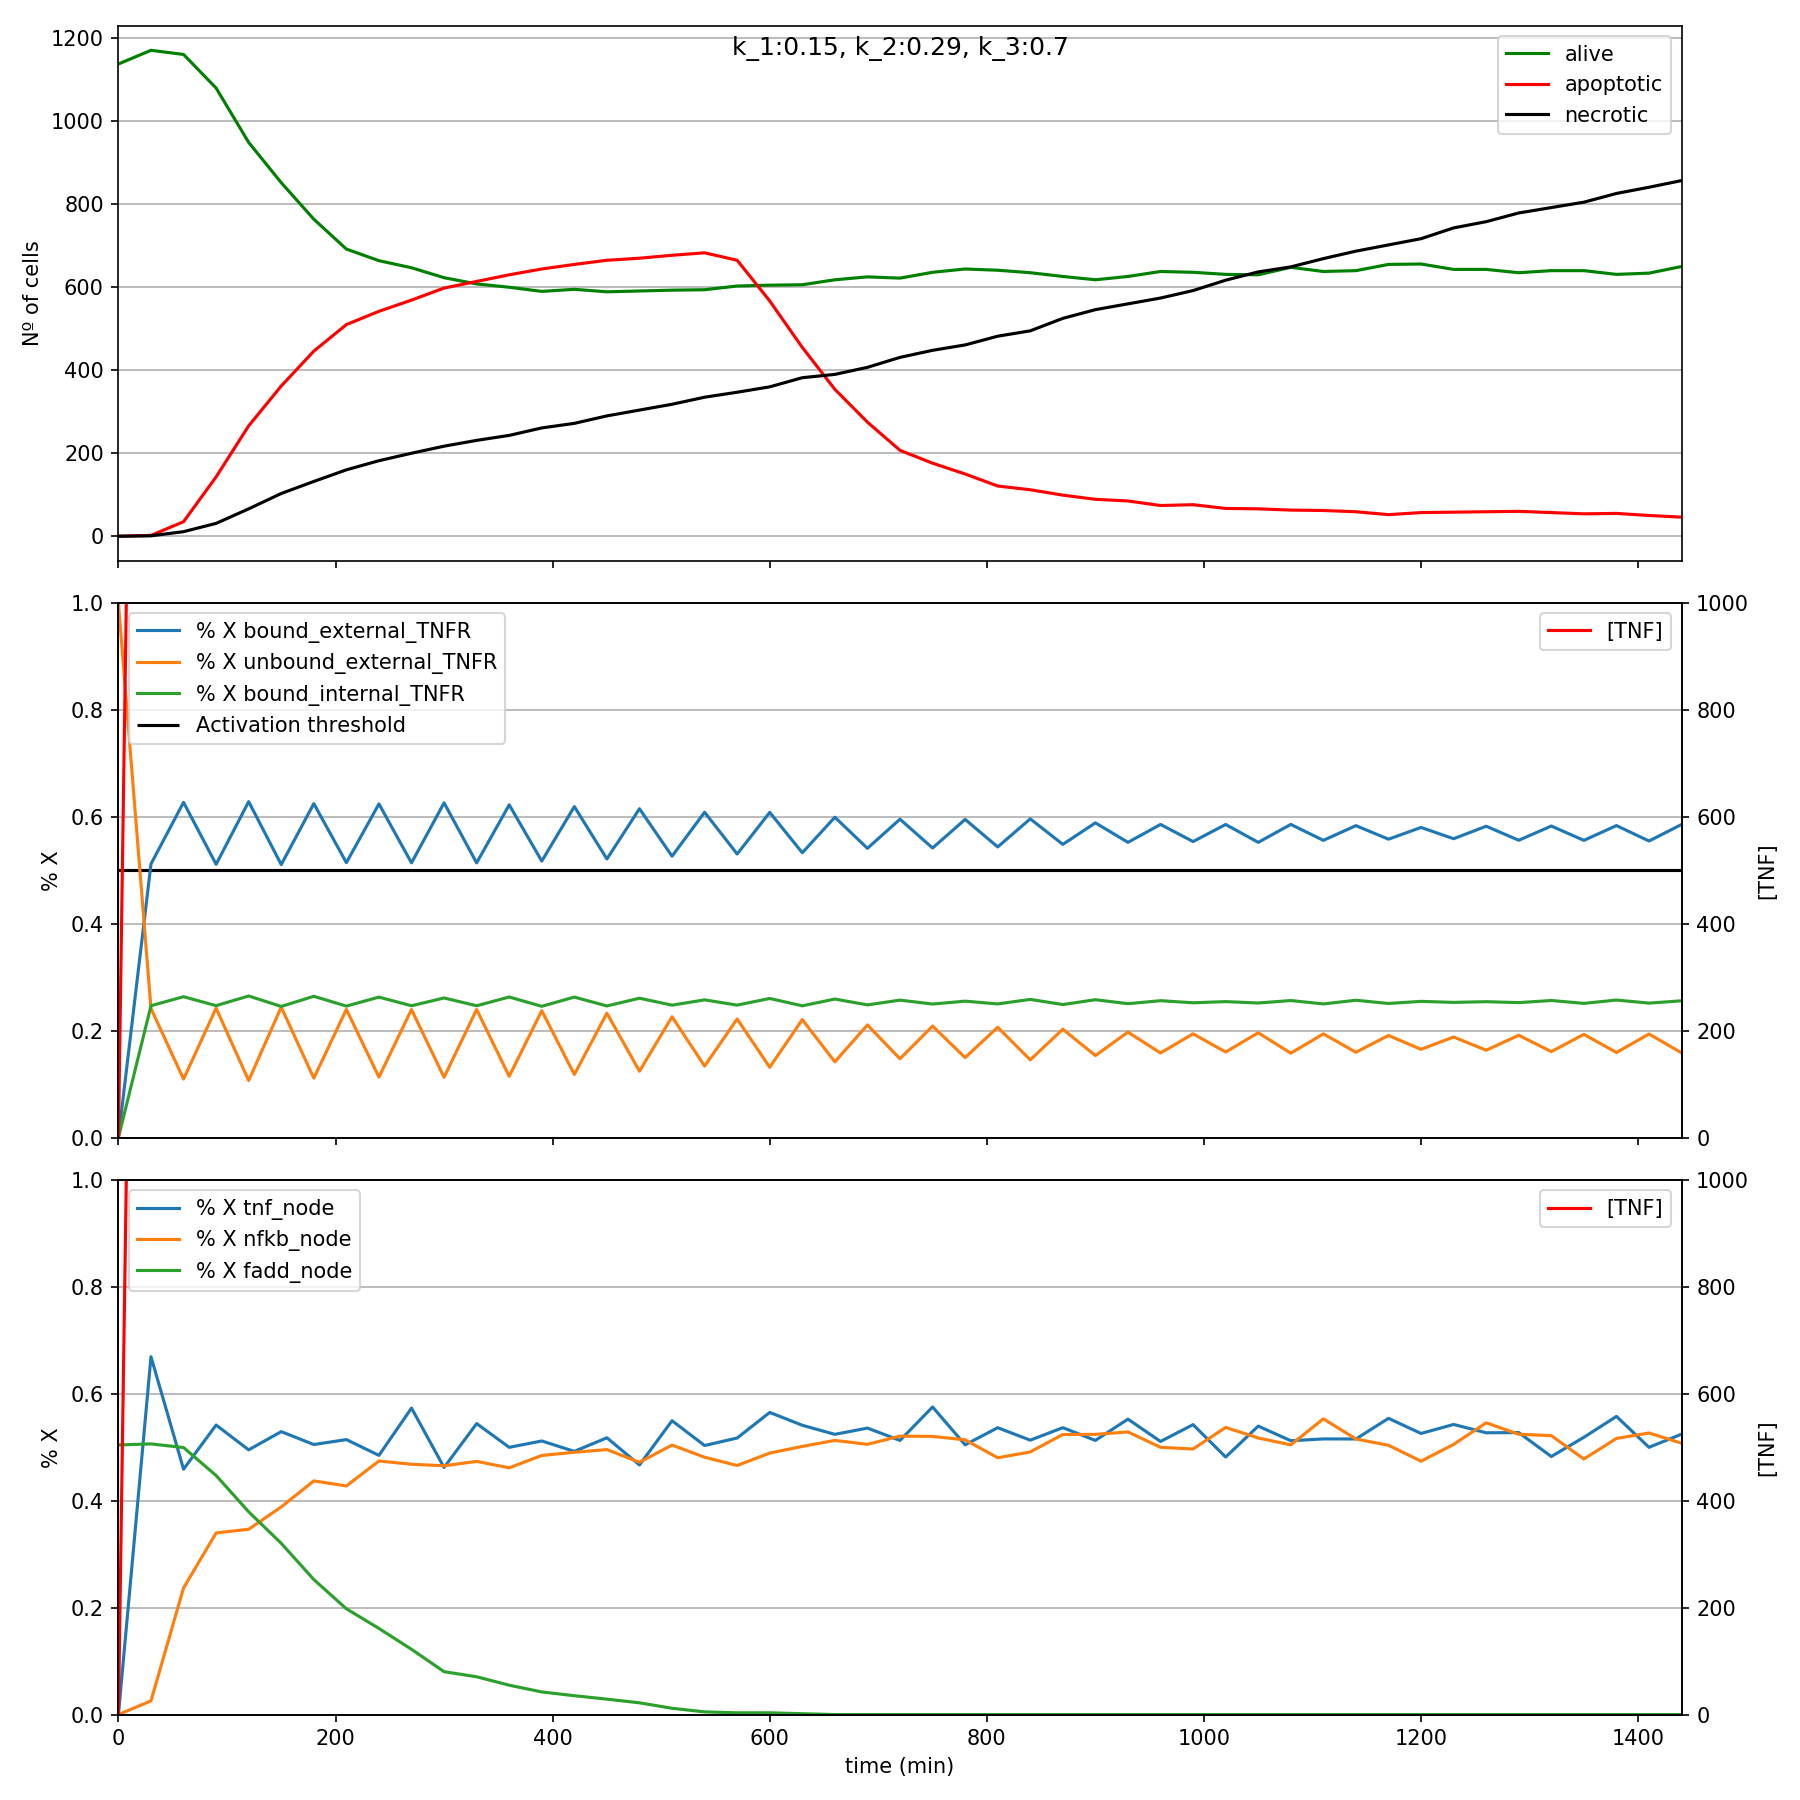 k_1:0.15, k_2:0.29, k_3:0.7
Nº of cells
1200
1000
800
600
400
200
0
alive
apoptotic
necrotic
% X
1.0
0.8
0.6
0.4
0.2
0.0
% X bound_external_TNFR
% X unbound_external_TNFR
% X bound_internal_TNFR
Activation threshold
[TNF]
1000
800
600
400
200
0
[TNF]
% X
1.0
0.8
0.6
0.4
0.2
0.0
% X tnf_node
% X nfkb_node
% X fadd_node
[TNF]
1000
800
600
400
200
0
[TNF]
0 200 400 600 800 1000 1200 1400
time (min)